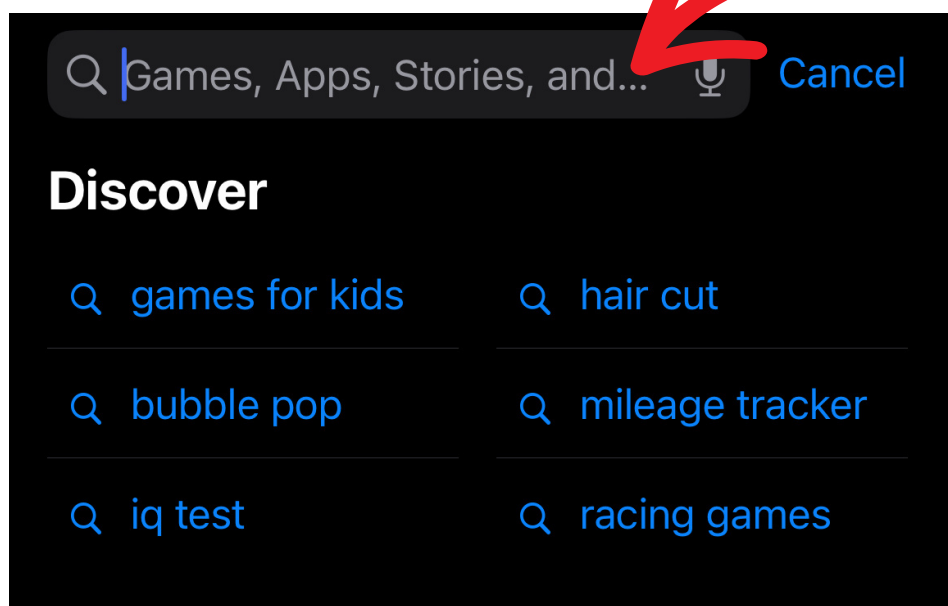 Games, Apps, Stories, and... Cancel
Discover
games for kids hair cut
bubble pop mileage tracker
iq test racing games